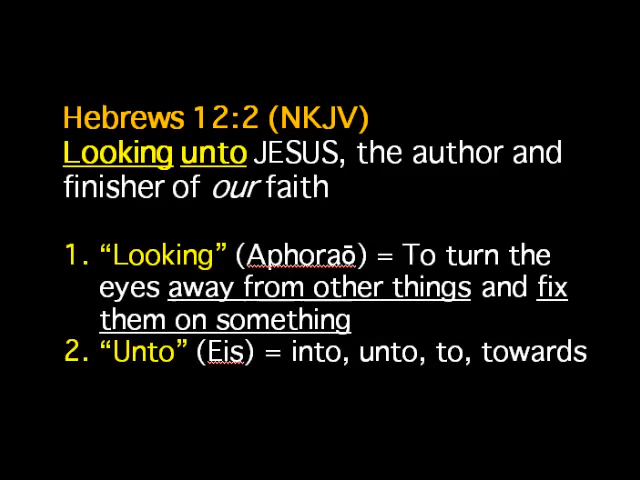 Hebrews 12:2 (NKJV)
Looking unto JESUS, the author and
finisher of our faith
1. “Looking” (Aphoraō) = To turn the
eyes away from other things and fix
them on something
2. “Unto” (Eis) = into, unto, to, towards